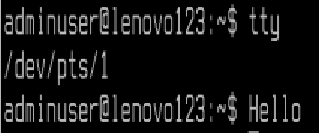 adminuser@lenovo123:~$ tty
/dev/pts/1
adminuser@lenovo123:~$ Hello